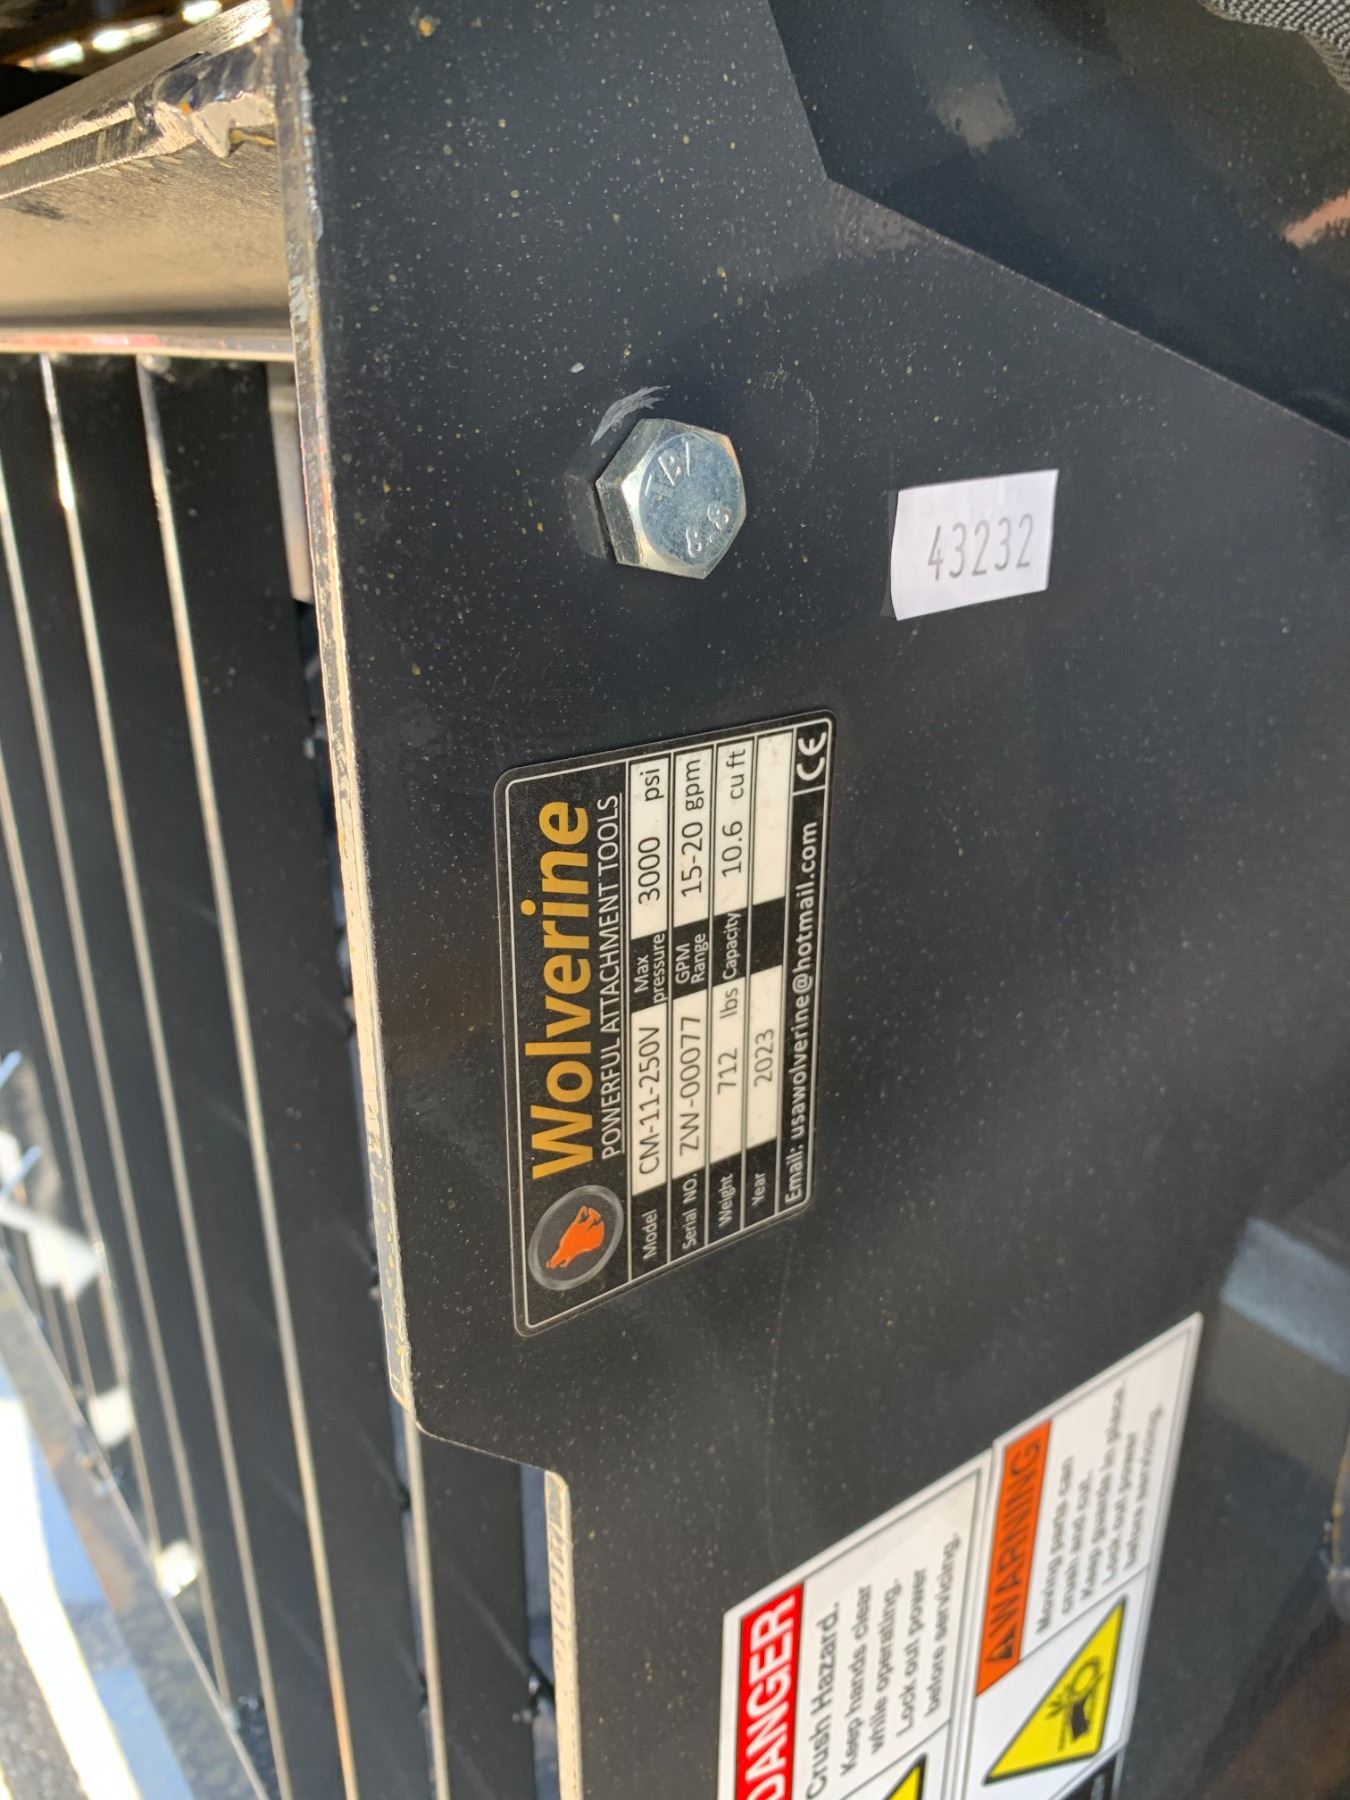 43232
Wolverine
POWERFUL ATTACHMENT TOOLS
Model CM-11-250V Max pressure 3000 psi
Serial NO. ZW-00077 GPM Range 15-20 gpm
Weight 712 lbs Capacity 10.6 cu ft
Year 2023
Email: usawolverine@hotmail.com CE
8.8
DANGER
Crush Hazard.
Keep hands clear
while operating.
Lock out power
before servicing.
WARNING
Moving parts can
crush and cut.
Keep guards in place.
Lock out power
before servicing.